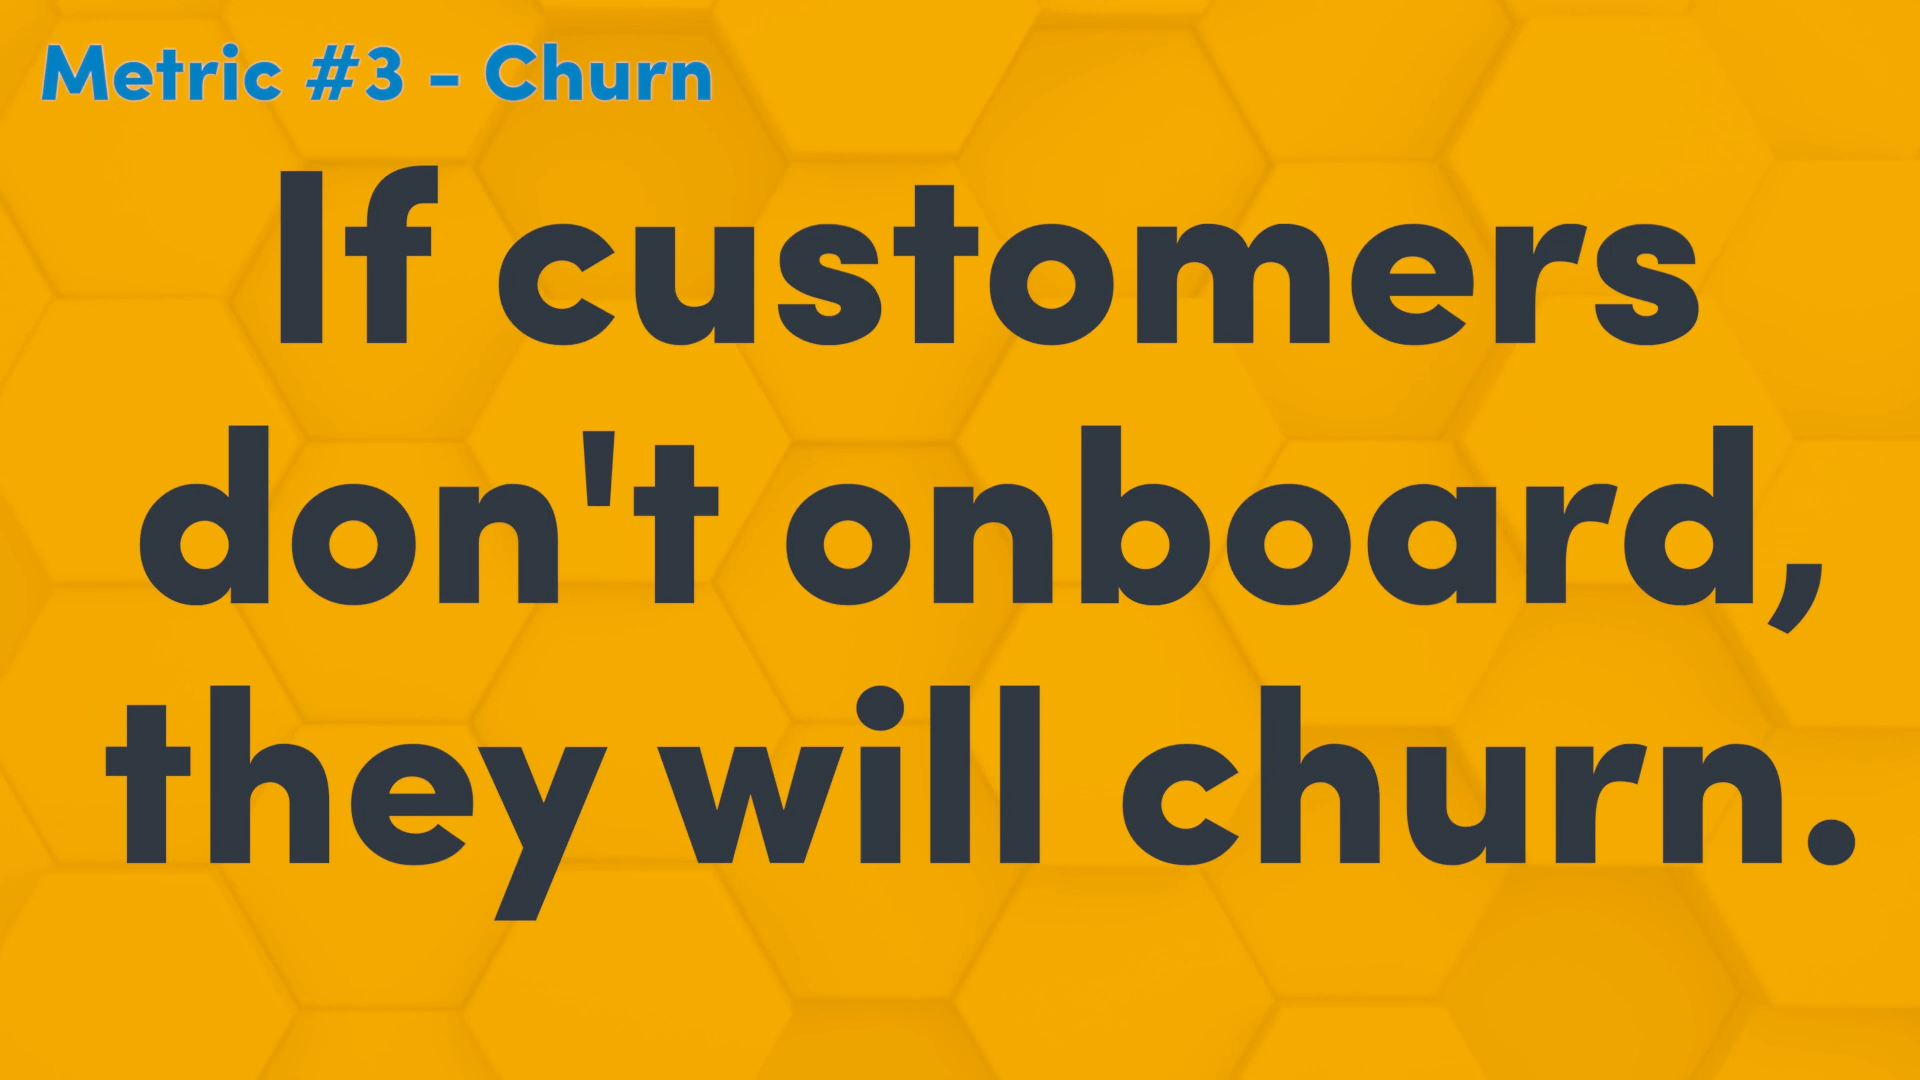 Metric #3 - Churn
If customers
don't onboard,
they will churn.